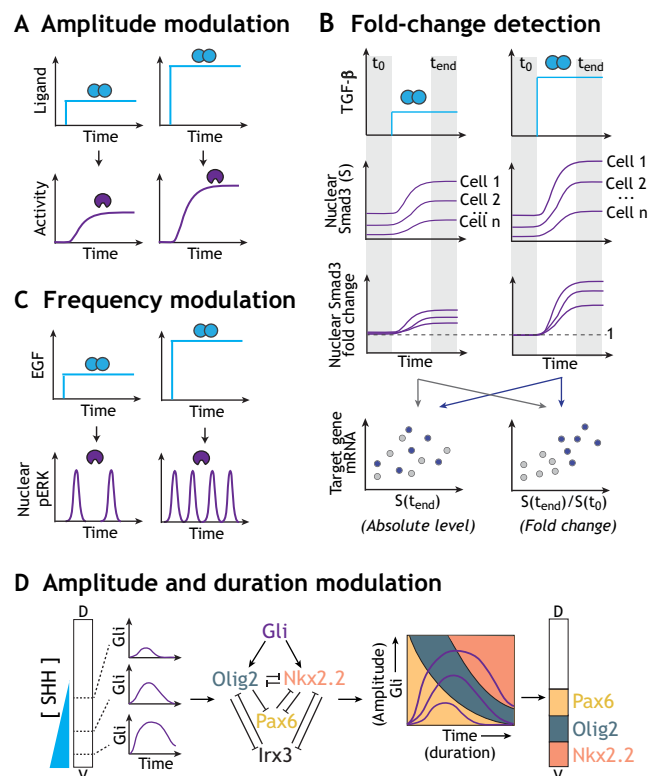 A Amplitude modulation
Ligand
Time
Time
Activity
Time
Time
B Fold-change detection
TGF-β
t0
tend
t0
tend
Nuclear
Smad3 (S)
Cell 1
Cell 2
...
Cell n
Cell 1
Cell 2
...
Cell n
Nuclear Smad3
fold change
1
Time
Time
Target gene
mRNA
S(tend)
(Absolute level)
S(tend)/S(t0)
(Fold change)
C Frequency modulation
EGF
Time
Time
Nuclear
pERK
Time
Time
D Amplitude and duration modulation
[ SHH ]
D
V
Gli
Gli
Gli
Time
Gli
Olig2
Nkx2.2
Pax6
Irx3
(Amplitude)
Gli
Time
(duration)
D
Pax6
Olig2
Nkx2.2
V